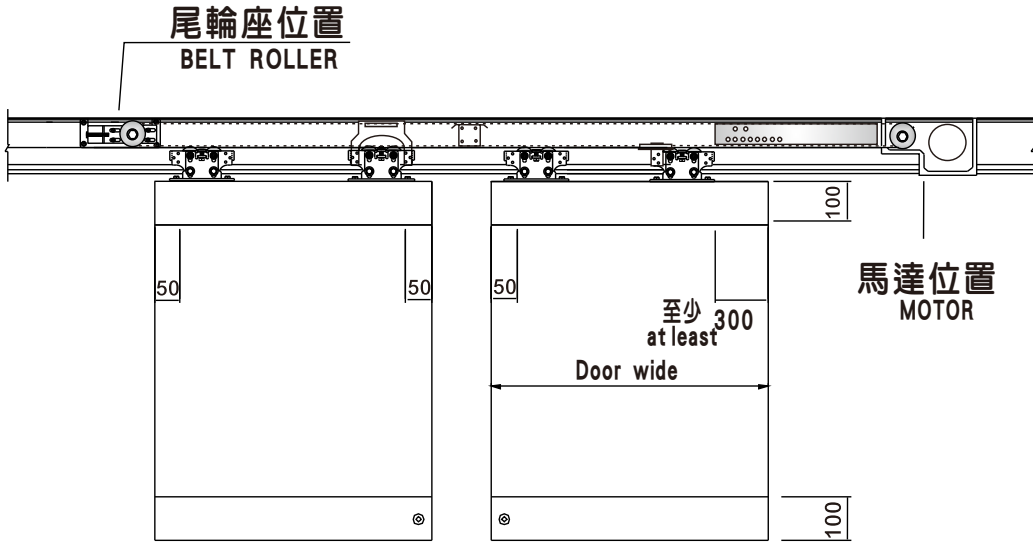 尾輪座位置
BELT ROLLER
100
馬達位置
MOTOR
50
50
50
至少 300
at least
Door wide
100